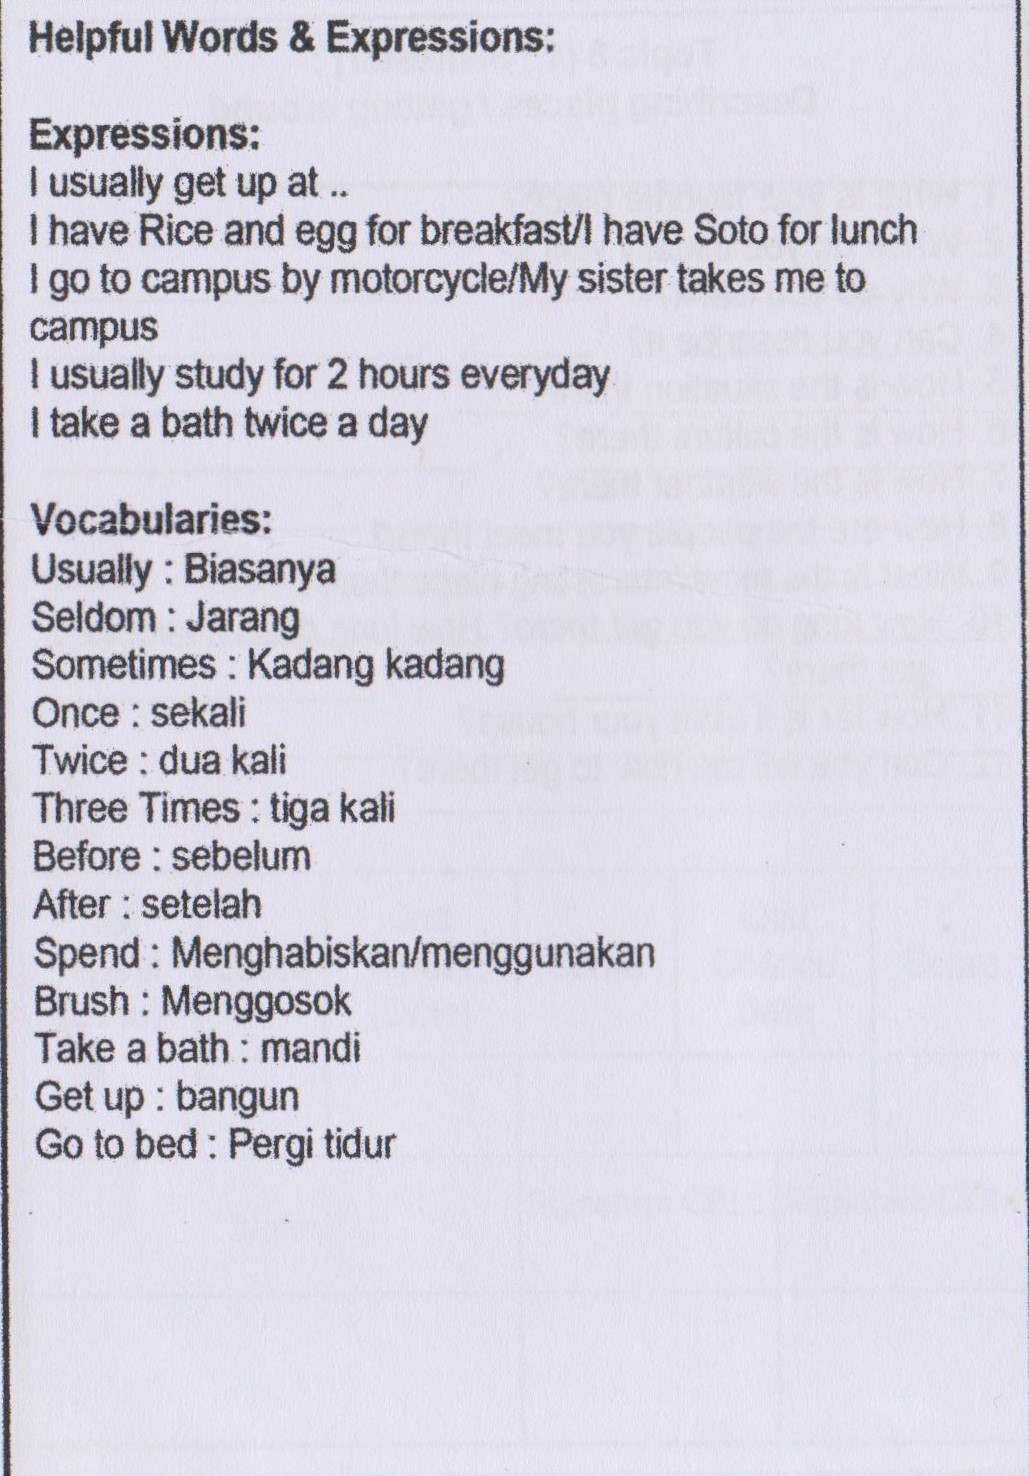 Helpful Words & Expressions:
Expressions:
I usually get up at...
I have Rice and egg for breakfast/I have Soto for lunch
I go to campus by motorcycle/My sister takes me to
campus
I usually study for 2 hours everyday
I take a bath twice a day
Vocabularies:
Usually : Biasanya
Seldom : Jarang
Sometimes : Kadang kadang
Once : sekali
Twice : dua kali
Three Times : tiga kali
Before : sebelum
After : setelah
Spend : Menghabiskan/menggunakan
Brush : Menggosok
Take a bath : mandi
Get up : bangun
Go to bed : Pergi tidur